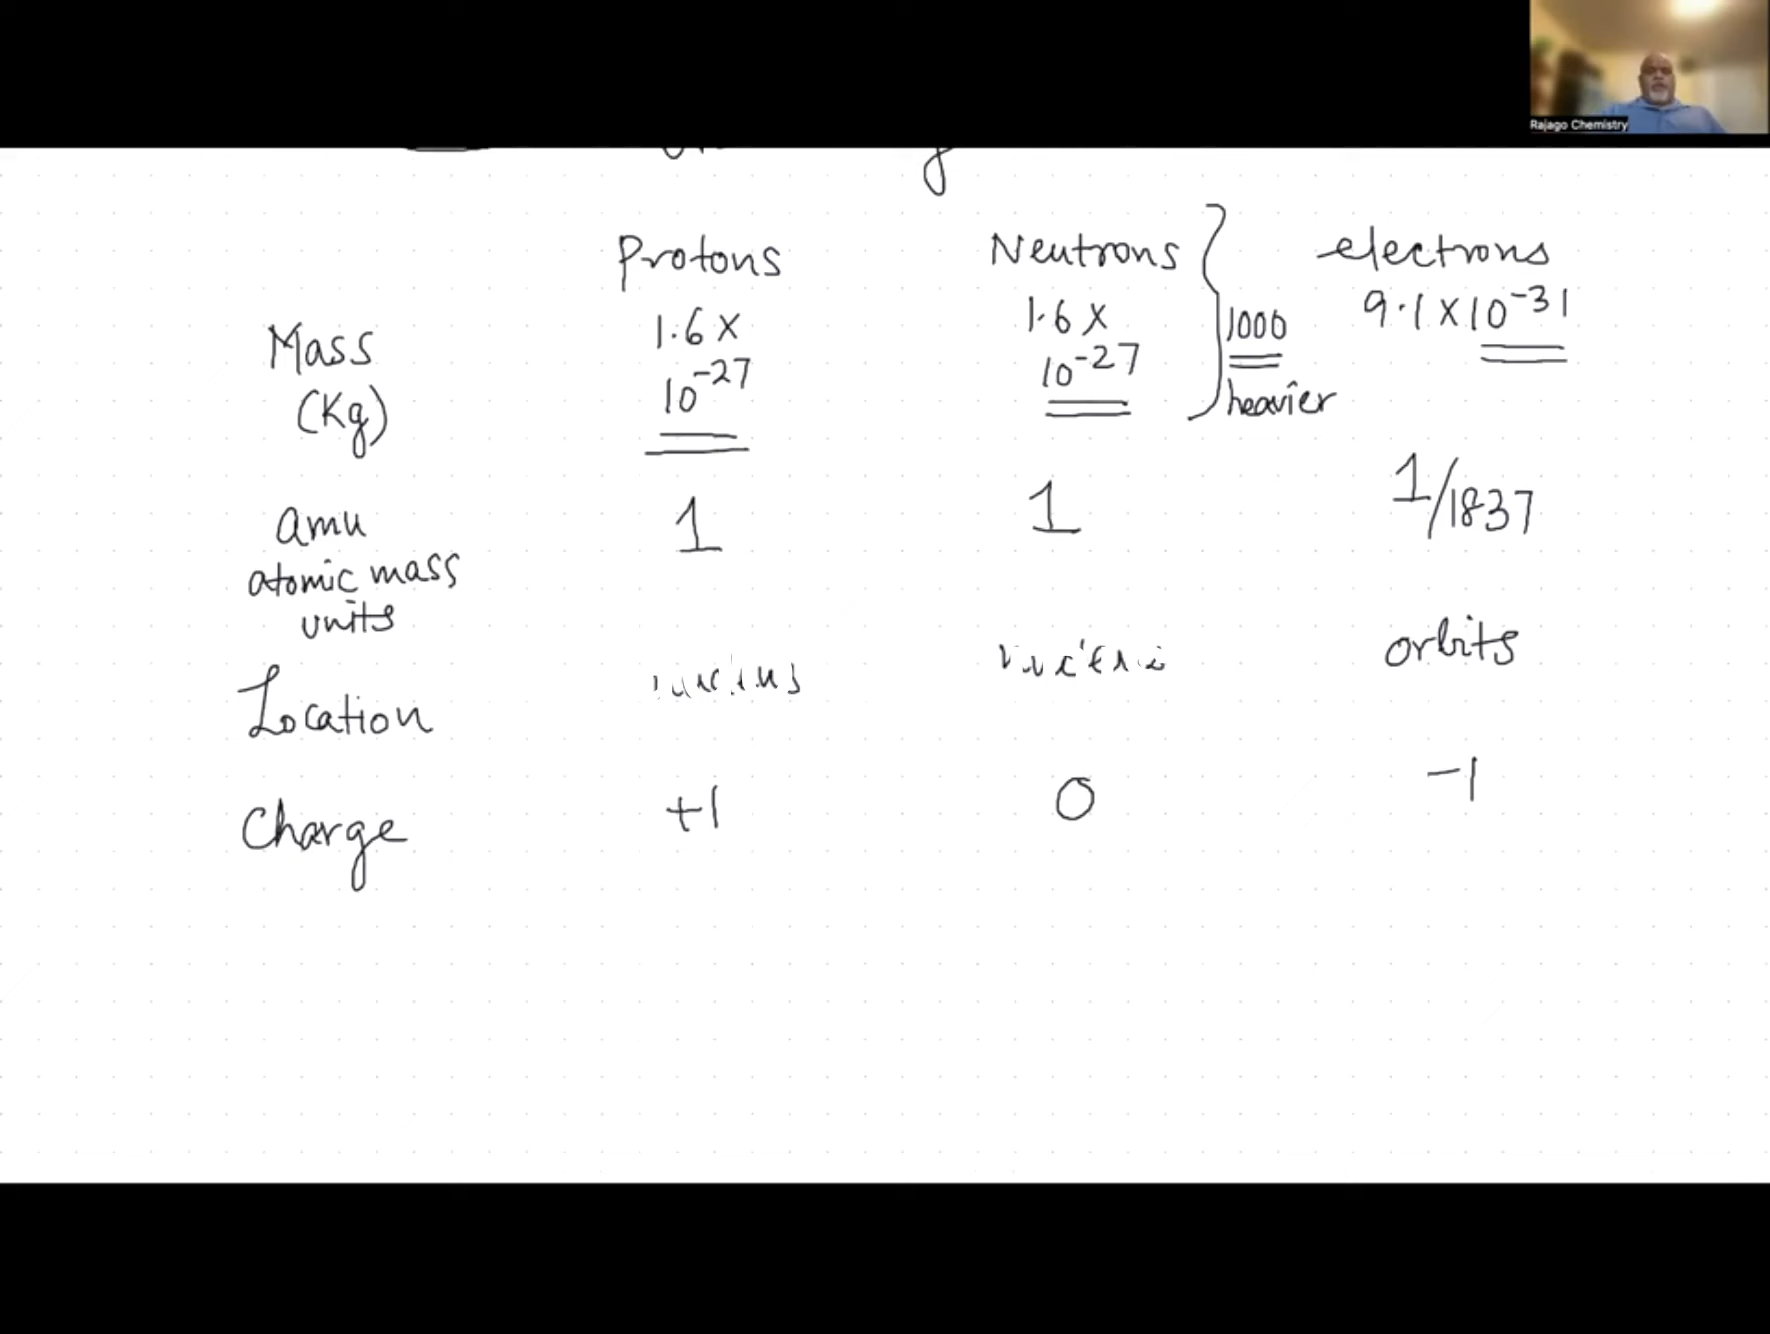 Rajago Chemistry
Protons Neutrons electrons
Mass 1.6 x 1.6 x 1000 9.1 x 10⁻³¹
(Kg) 10⁻²⁷ 10⁻²⁷ heavier
amu 1 1 1/1837
atomic mass
units
Location orbits
Charge +1 0 -1